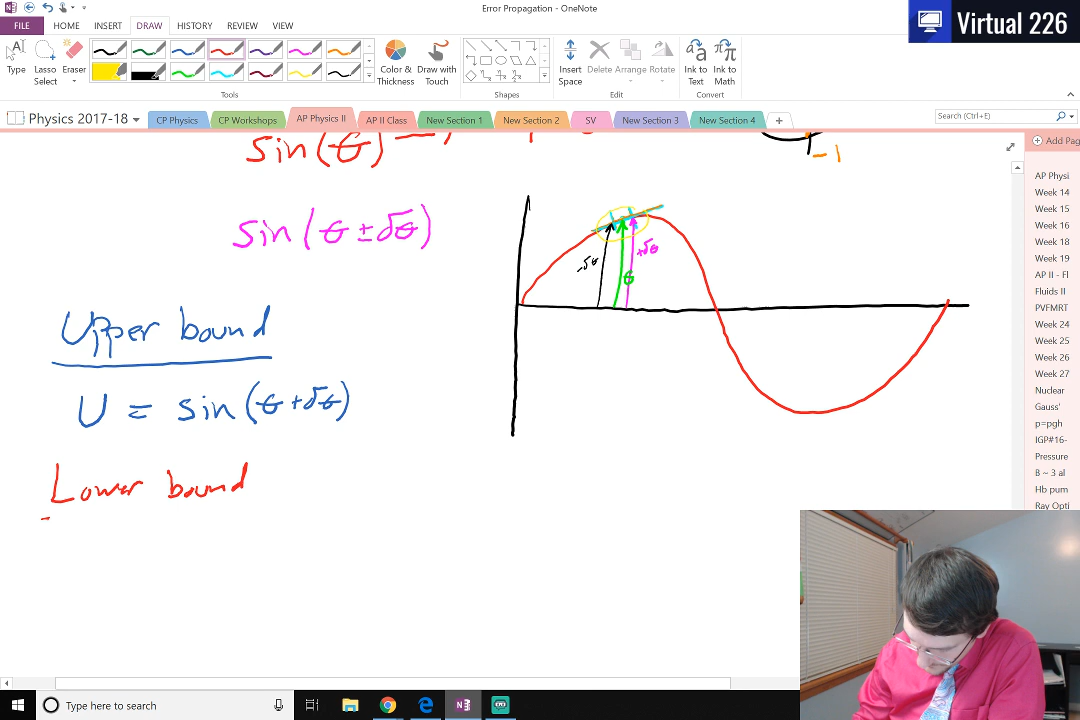 Error Propagation - OneNote
Virtual 226
FILE HOME INSERT DRAW HISTORY REVIEW VIEW
Type Lasso Select Eraser Color & Thickness Draw with Touch Insert Space Delete Arrange Rotate Ink to Text Ink to Math
Tools Shapes Edit Convert
Physics 2017-18 CP Physics CP Workshops AP Physics II AP II Class New Section 1 New Section 2 SV New Section 3 New Section 4 + Search (Ctrl+E)
Add Pag
AP Physi
Week 14
Week 15
Week 16
Week 18
Week 19
AP II - Fl
Fluids II
PVFMRT
Week 24
Week 25
Week 26
Week 27
Nuclear
Gauss'
p=pgh
IGP#16-
Pressure
B ~ 3 al
Hb pum
Ray Opti
sin(θ)
-1
sin(θ±δθ)
-δθ
θ
+δθ
Upper bound
U = sin(θ+δθ)
Lower bound
Type here to search